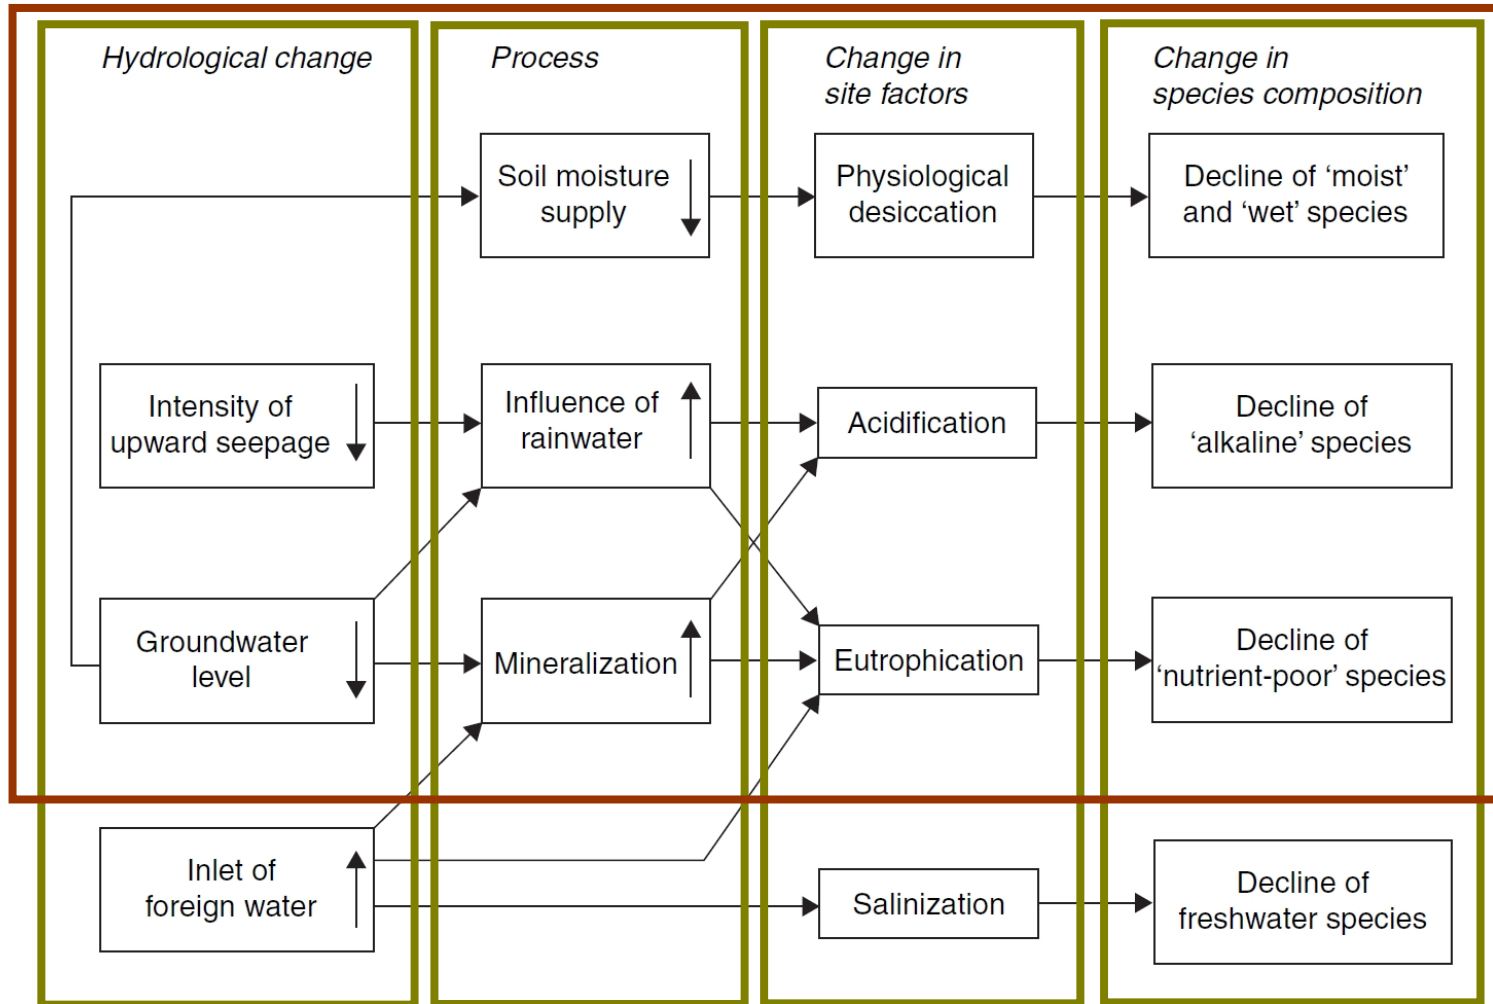 Hydrological change
Process
Change in
site factors
Change in
species composition
Soil moisture
supply
Physiological
desiccation
Decline of ‘moist’
and ‘wet’ species
Intensity of
upward seepage
Influence of
rainwater
Acidification
Decline of
‘alkaline’ species
Groundwater
level
Mineralization
Eutrophication
Decline of
‘nutrient-poor’ species
Inlet of
foreign water
Salinization
Decline of
freshwater species